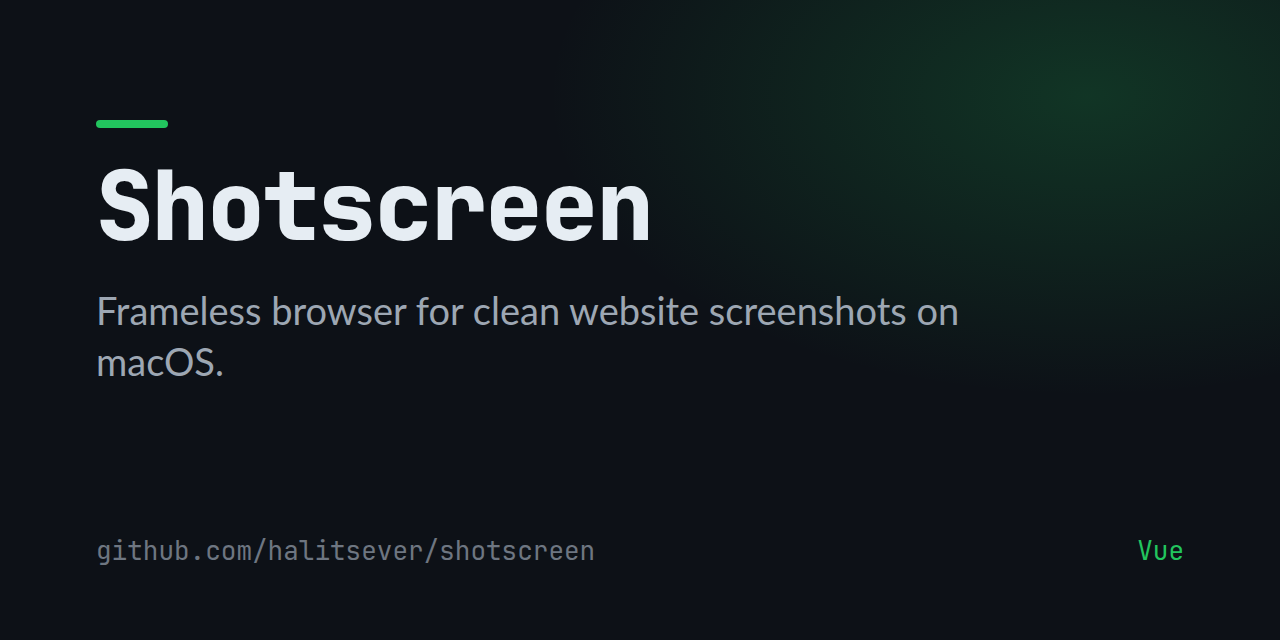 Shotscreen
Frameless browser for clean website screenshots on
macOS.
github.com/halitsever/shotscreen
Vue